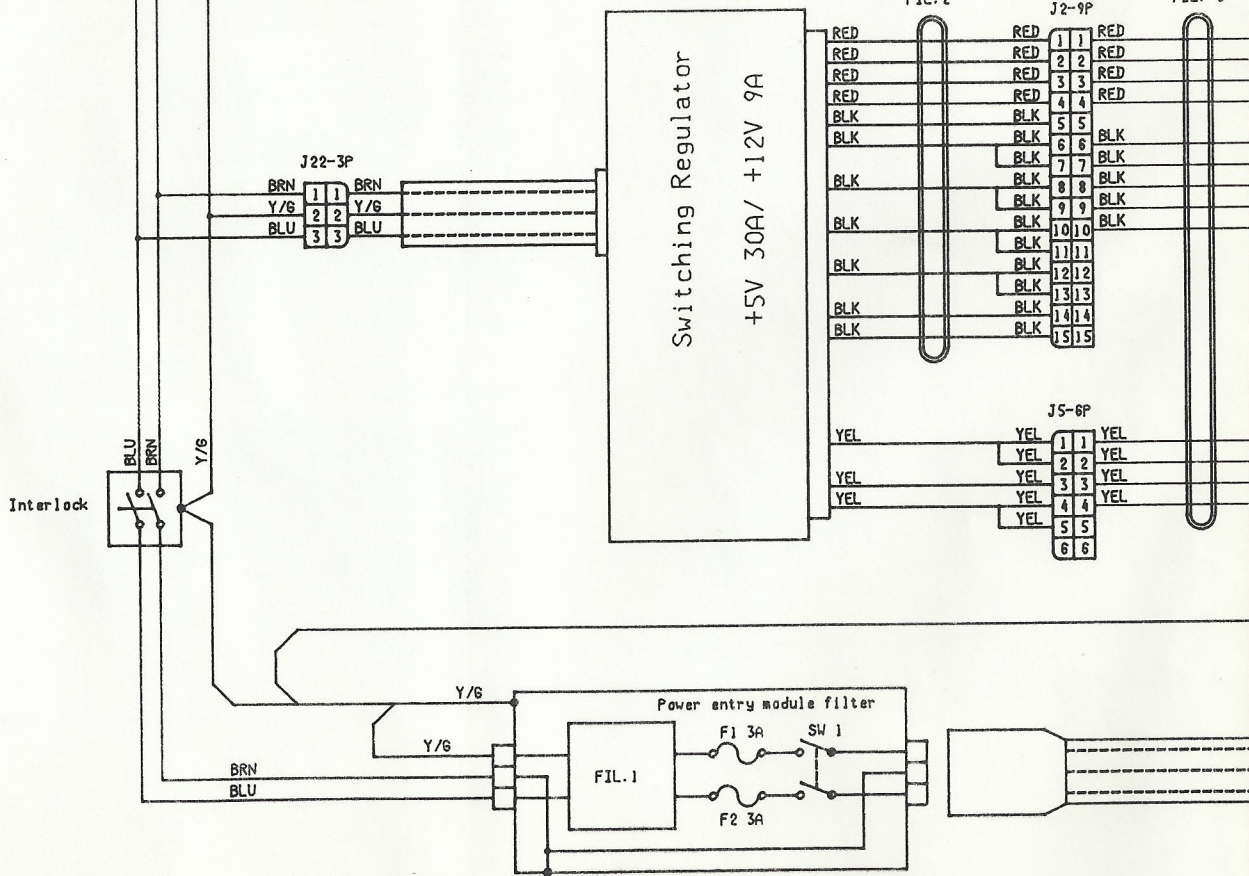 J2-9P
RED RED 1 1 RED
RED RED 2 2 RED
RED RED 3 3 RED
RED RED 4 4 RED
BLK BLK 5 5
BLK BLK 6 6 BLK
BLK 7 7 BLK
BLK BLK 8 8 BLK
BLK 9 9 BLK
BLK BLK 10 10 BLK
BLK 11 11
BLK BLK 12 12
BLK 13 13
BLK BLK 14 14
BLK BLK 15 15
Switching Regulator
+5V 30A/ +12V 9A
J22-3P
BRN 1 1 BRN
Y/G 2 2 Y/G
BLU 3 3 BLU
J5-6P
YEL YEL 1 1 YEL
YEL 2 2 YEL
YEL YEL 3 3 YEL
YEL YEL 4 4 YEL
YEL 5 5
6 6
BLU
BRN
Y/G
Interlock
Y/G
Power entry module filter
Y/G
F1 3A
SW 1
FIL.1
BRN
BLU
F2 3A